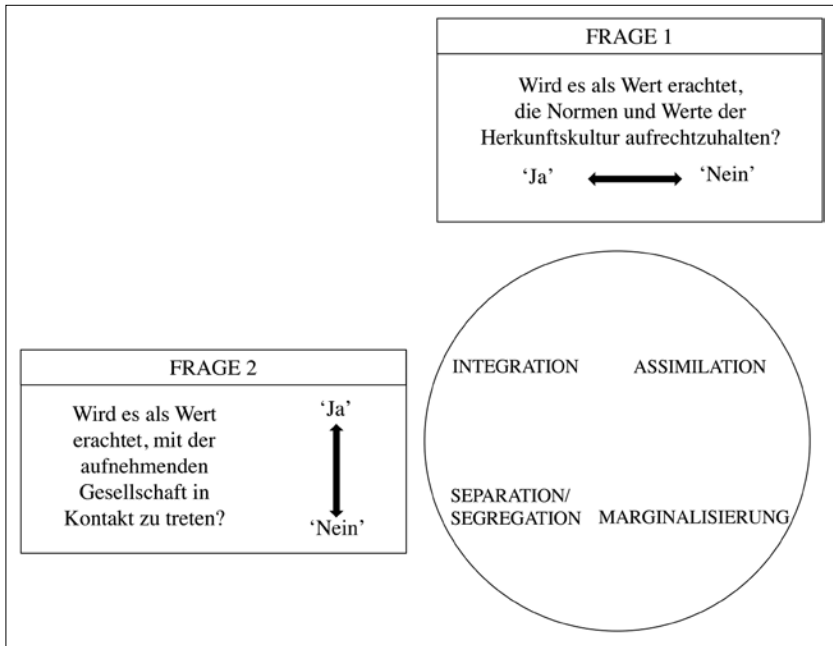 FRAGE 1
Wird es als Wert erachtet,
die Normen und Werte der
Herkunftskultur aufrechtzuhalten?
‘Ja’ ‘Nein’
FRAGE 2
Wird es als Wert
erachtet, mit der
aufnehmenden
Gesellschaft in
Kontakt zu treten?
‘Ja’
‘Nein’
INTEGRATION ASSIMILATION
SEPARATION/
SEGREGATION MARGINALISIERUNG